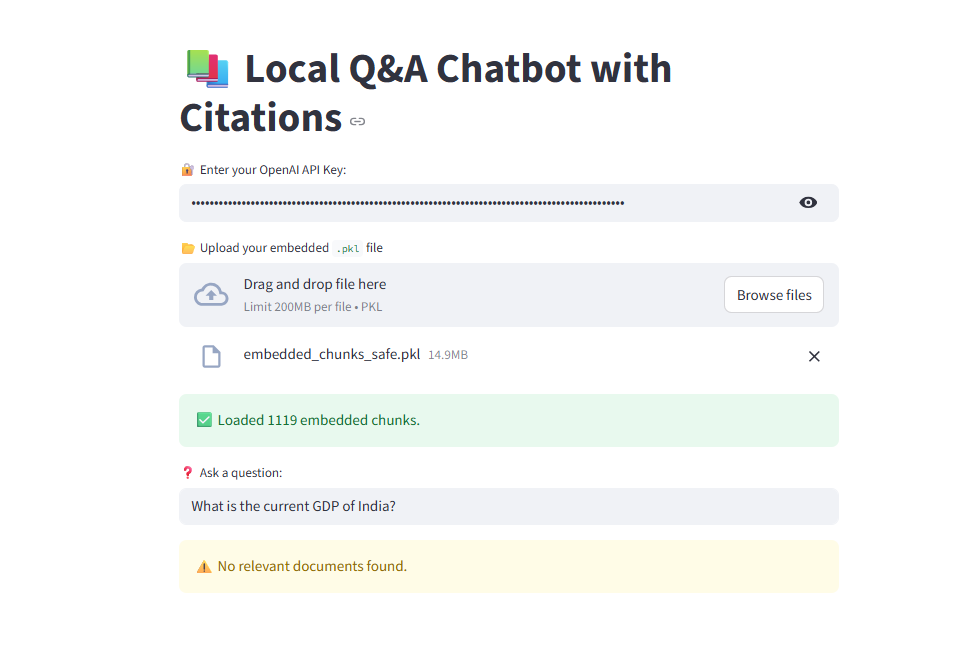 Local Q&A Chatbot with
Citations
Enter your OpenAI API Key:
Upload your embedded .pkl file
Drag and drop file here
Limit 200MB per file • PKL
Browse files
embedded_chunks_safe.pkl 14.9MB
Loaded 1119 embedded chunks.
Ask a question:
What is the current GDP of India?
No relevant documents found.